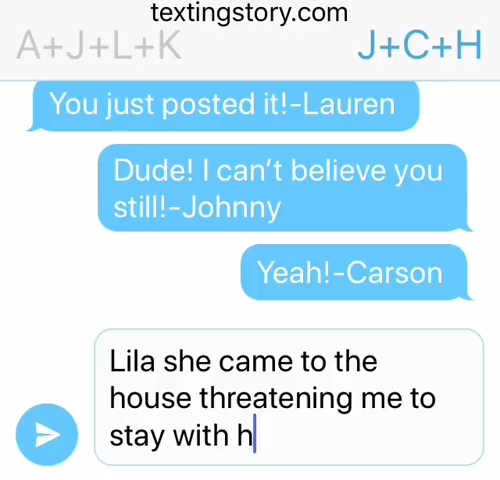 textingstory.com
A+J+L+K
J+C+H
You just posted it!-Lauren
Dude! I can't believe you
still!-Johnny
Yeah!-Carson
Lila she came to the
house threatening me to
stay with h